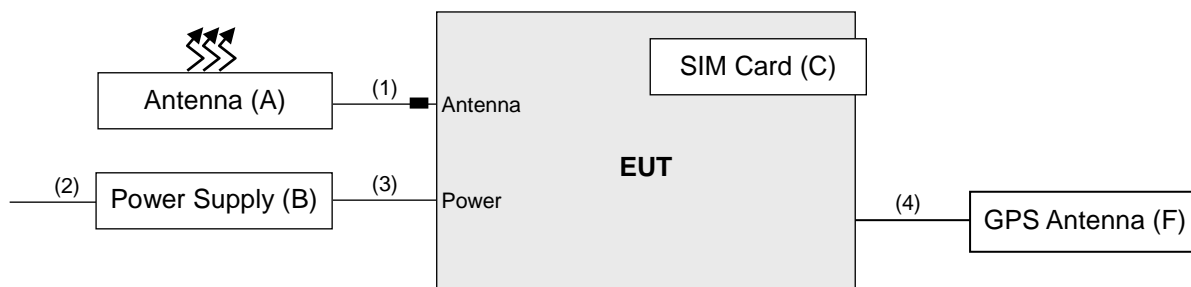 SIM Card (C)
Antenna (A)
(1)
Antenna
EUT
(2)
Power Supply (B)
(3)
Power
(4)
GPS Antenna (F)